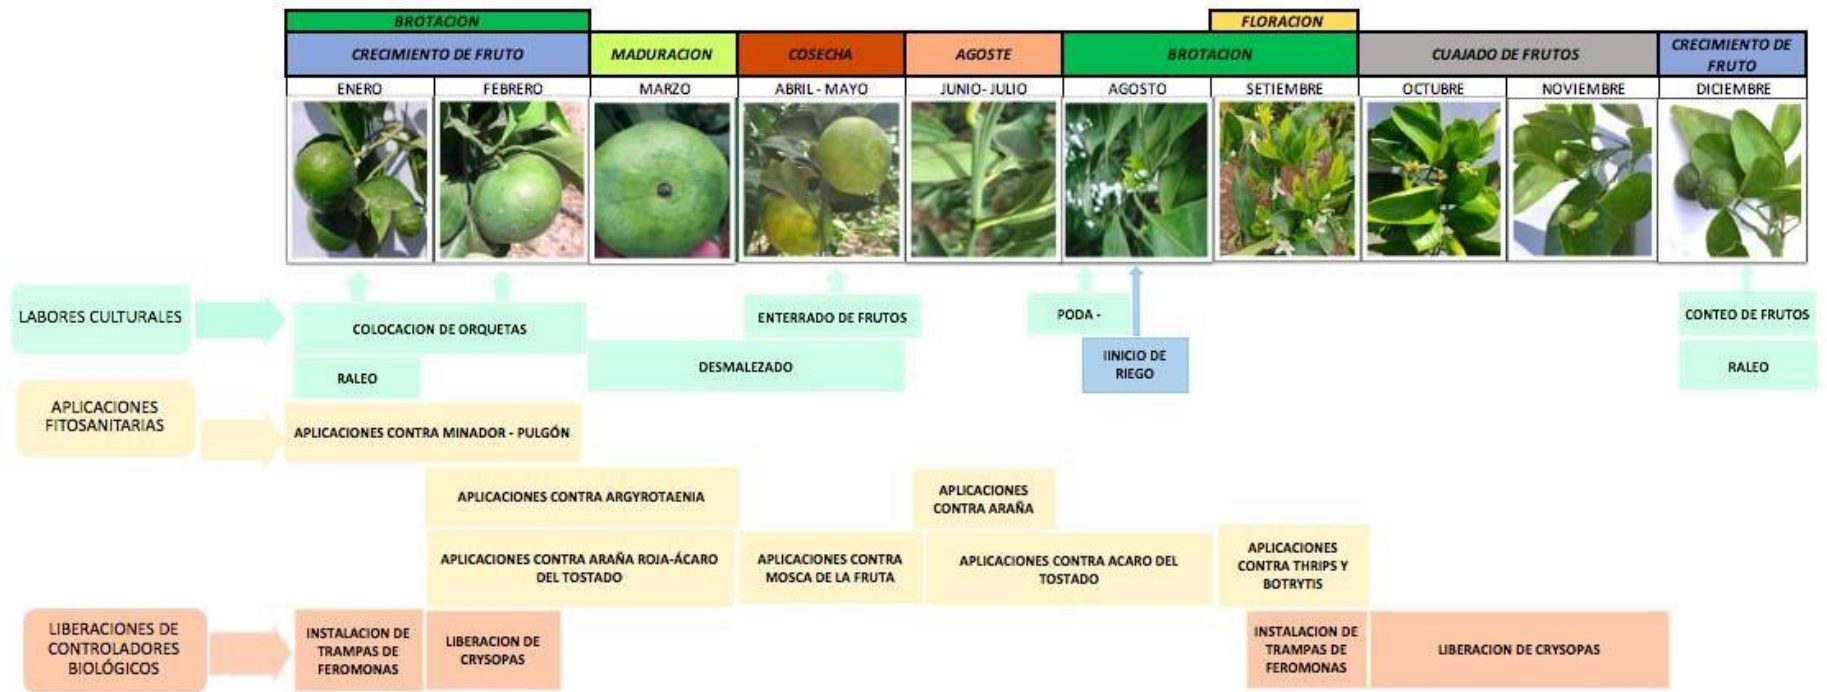 BROTACION
FLORACION
CRECIMIENTO DE FRUTO
MADURACION
COSECHA
AGOSTE
BROTACION
CUAJADO DE FRUTOS
CRECIMIENTO DE
FRUTO
ENERO
FEBRERO
MARZO
ABRIL - MAYO
JUNIO- JULIO
AGOSTO
SETIEMBRE
OCTUBRE
NOVIEMBRE
DICIEMBRE
LABORES CULTURALES
COLOCACION DE ORQUETAS
ENTERRADO DE FRUTOS
PODA -
CONTEO DE FRUTOS
RALEO
DESMALEZADO
IINICIO DE
RIEGO
RALEO
APLICACIONES
FITOSANITARIAS
APLICACIONES CONTRA MINADOR - PULGÓN
APLICACIONES CONTRA ARGYROTAENIA
APLICACIONES
CONTRA ARAÑA
APLICACIONES CONTRA ARAÑA ROJA-ÁCARO
DEL TOSTADO
APLICACIONES CONTRA
MOSCA DE LA FRUTA
APLICACIONES CONTRA ACARO DEL
TOSTADO
APLICACIONES
CONTRA THRIPS Y
BOTRYTIS
LIBERACIONES DE
CONTROLADORES
BIOLÓGICOS
INSTALACION DE
TRAMPAS DE
FEROMONAS
LIBERACION DE
CRYSOPAS
INSTALACION DE
TRAMPAS DE
FEROMONAS
LIBERACION DE CRYSOPAS